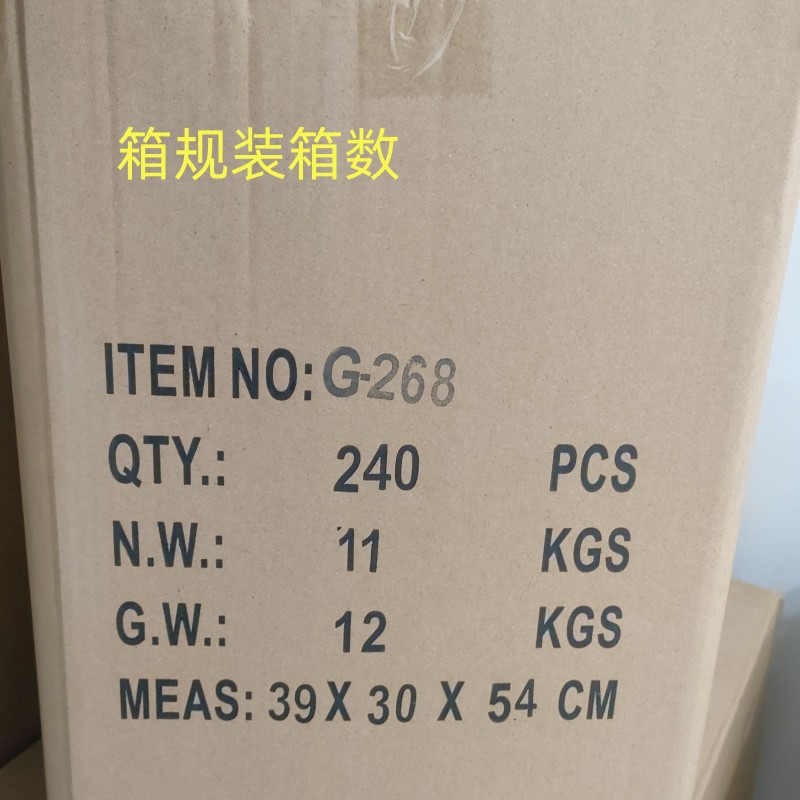 箱规装箱数
ITEM NO: G-268
QTY.: 240 PCS
N.W.: 11 KGS
G.W.: 12 KGS
MEAS: 39 X 30 X 54 CM